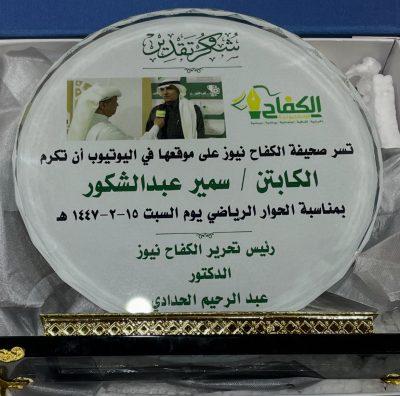 شكر وتقدير
الكفاح
تسر صحيفة الكفاح نيوز على موقعها في اليوتيوب أن تكرم
الكابتن / سمير عبدالشكور
بمناسبة الحوار الرياضي يوم السبت ١٥-٢-١٤٤٧ هـ
رئيس تحرير الكفاح نيوز
الدكتور
عبد الرحيم الحدادي